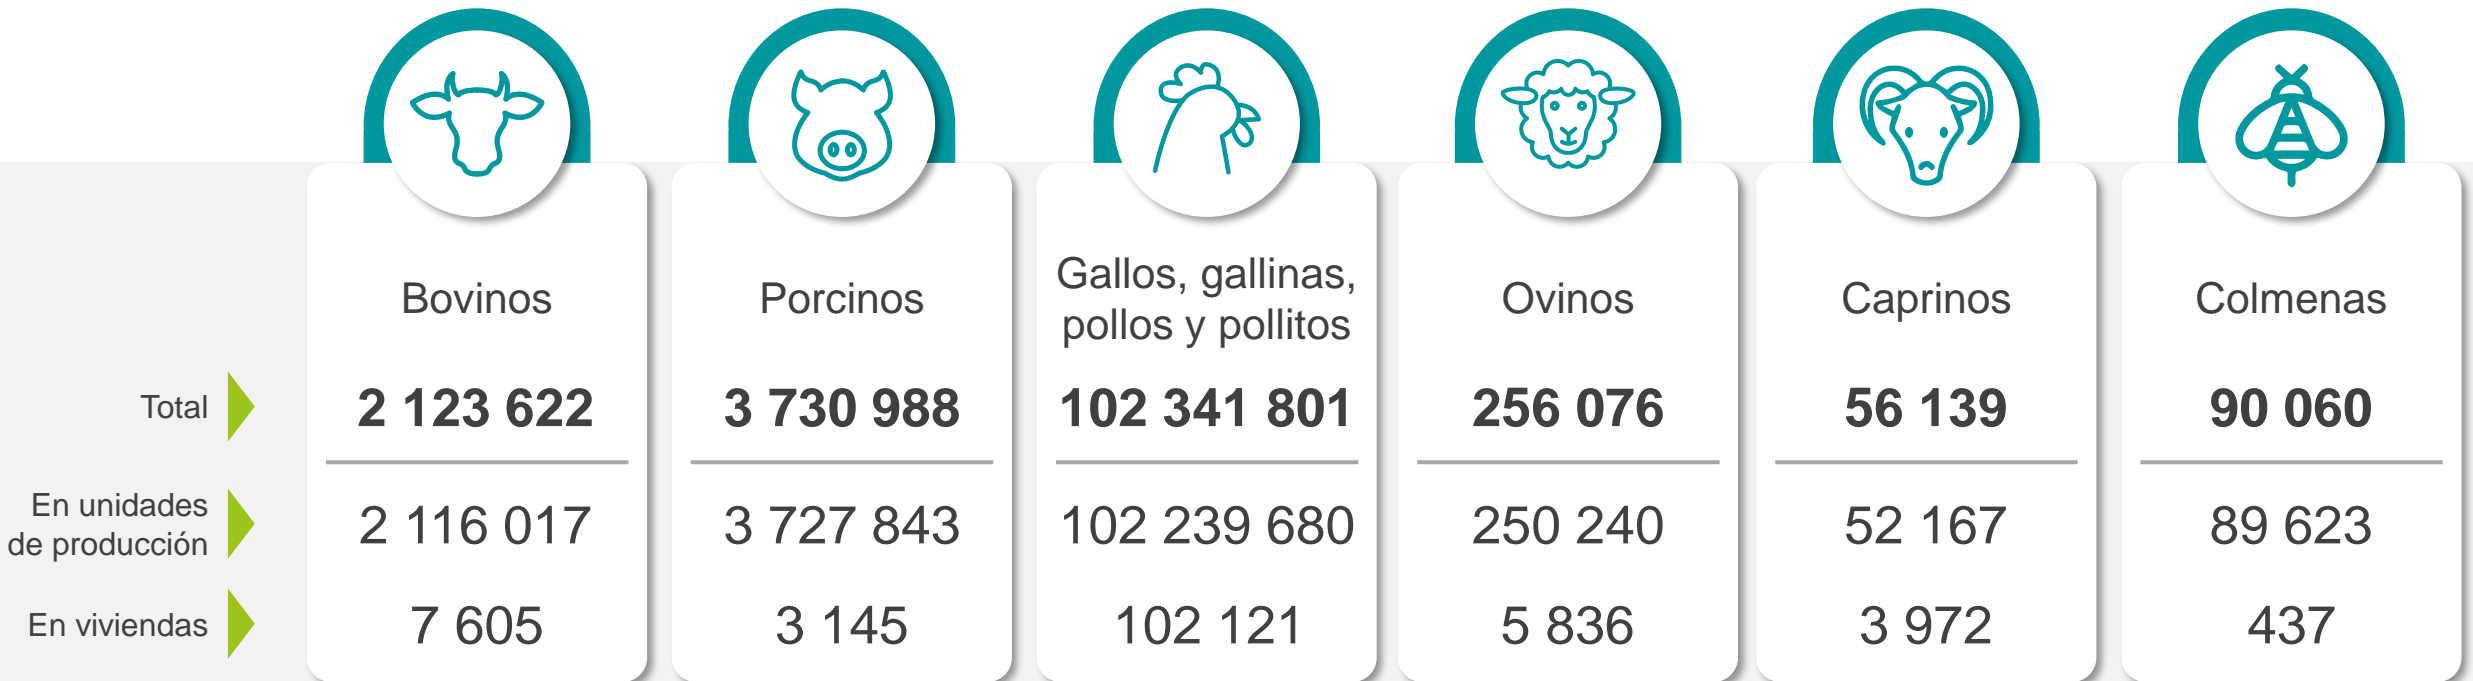 Bovinos
Porcinos
Gallos, gallinas,
pollos y pollitos
Ovinos
Caprinos
Colmenas
Total
2 123 622
3 730 988
102 341 801
256 076
56 139
90 060
En unidades
de producción
2 116 017
3 727 843
102 239 680
250 240
52 167
89 623
En viviendas
7 605
3 145
102 121
5 836
3 972
437